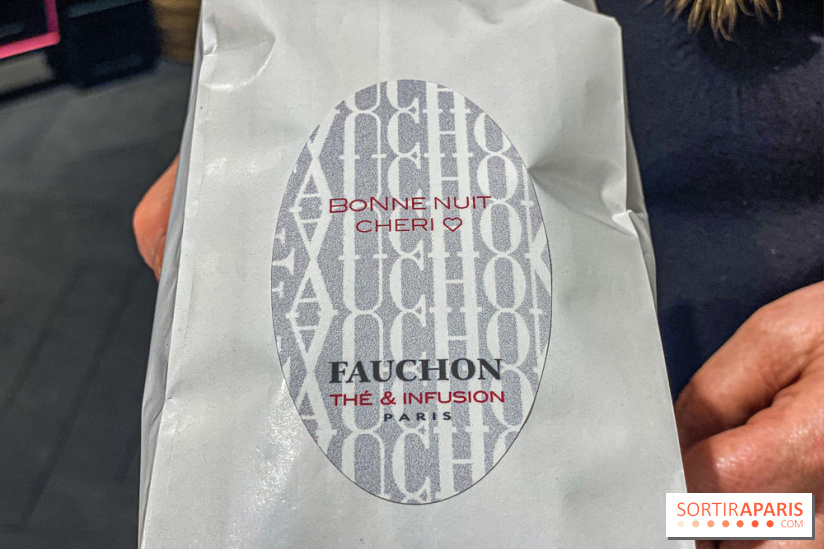 BONNE NUIT
CHERI ♡
FAUCHON
THÉ & INFUSION
PARIS
SORTIRAPARIS
.COM